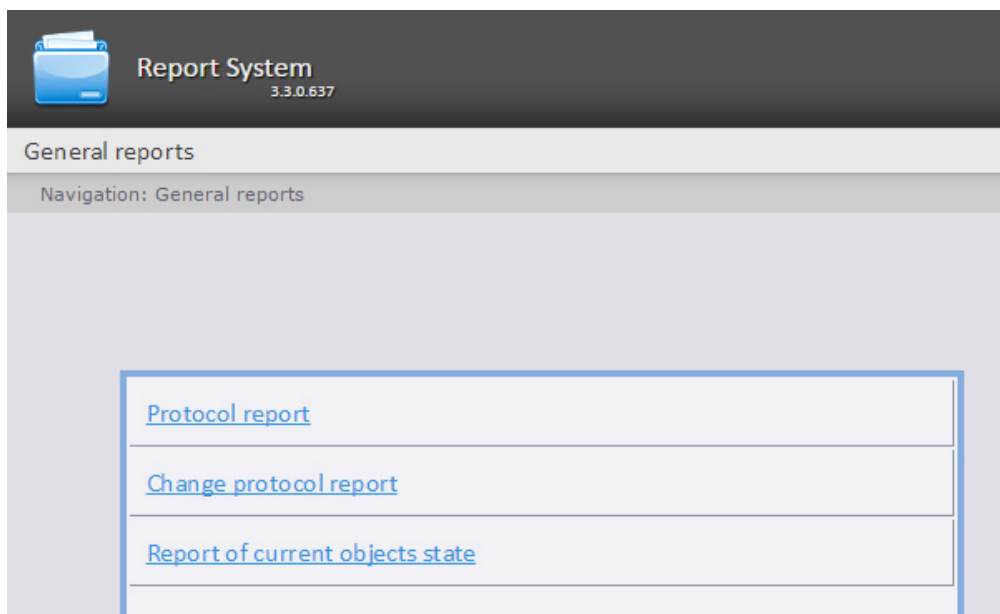 Report System
3.3.0.637
General reports
Navigation: General reports
Protocol report
Change protocol report
Report of current objects state